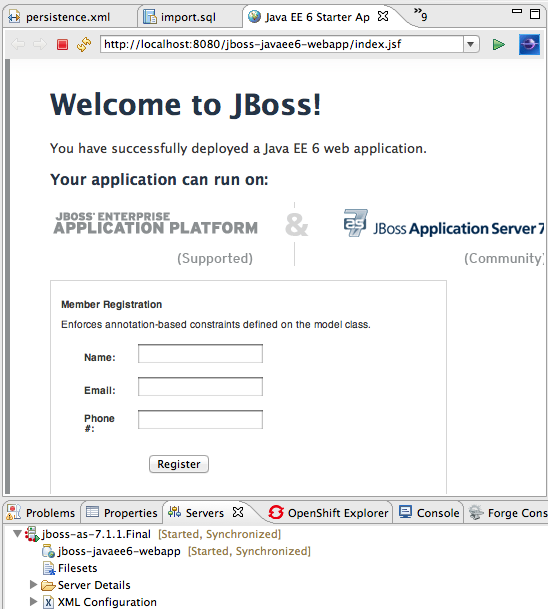 persistence.xml import.sql Java EE 6 Starter Ap »9
http://localhost:8080/jboss-javaee6-webapp/index.jsf
Welcome to JBoss!
You have successfully deployed a Java EE 6 web application.
Your application can run on:
JBOSS® ENTERPRISE
APPLICATION PLATFORM
&
as 7
JBoss Application Server 7
(Supported)
(Community)
Member Registration
Enforces annotation-based constraints defined on the model class.
Name:
Email:
Phone
#:
Register
Problems Properties Servers OpenShift Explorer Console Forge Cons
jboss-as-7.1.1.Final [Started, Synchronized]
jboss-javaee6-webapp [Started, Synchronized]
Filesets
Server Details
XML Configuration